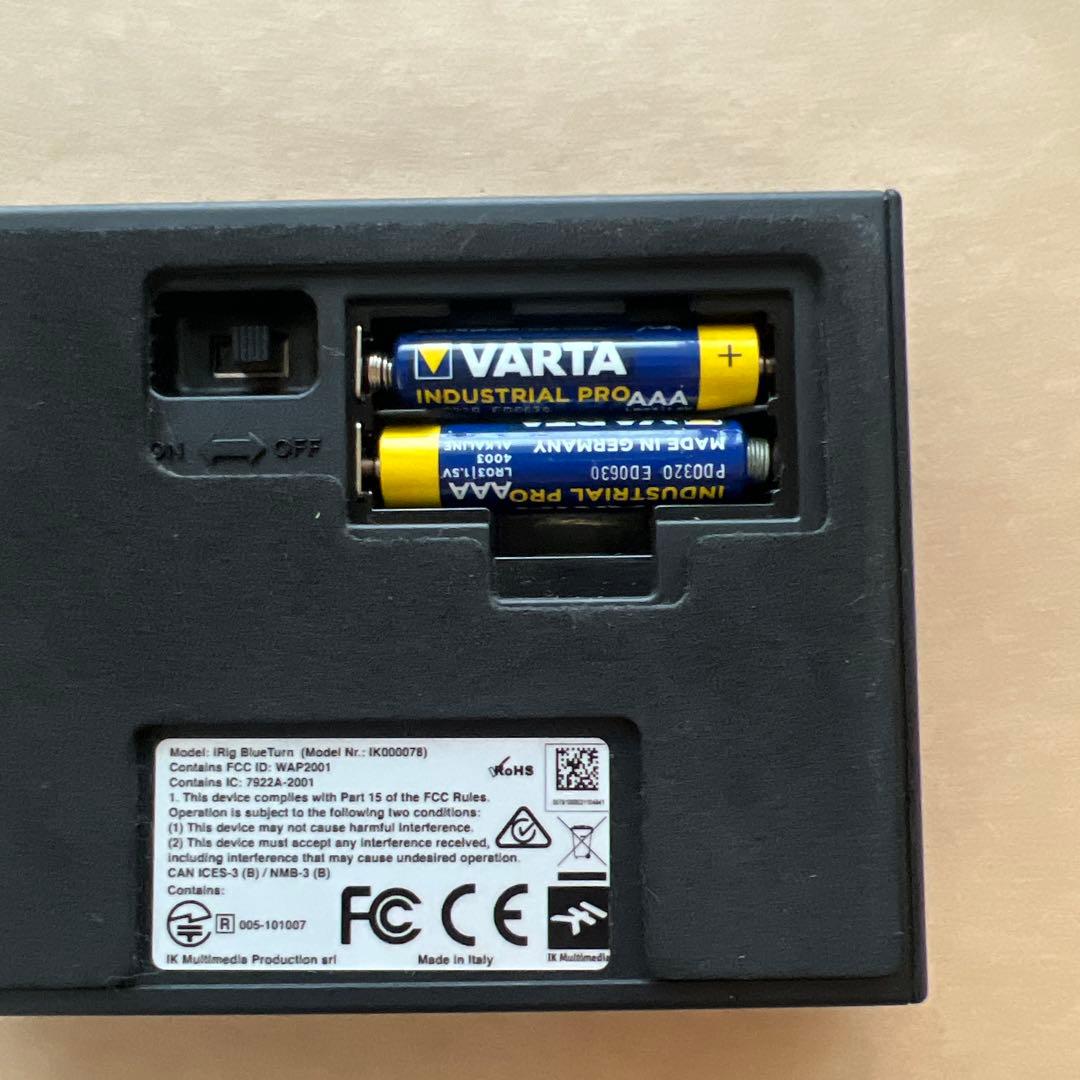 VARTA
+
INDUSTRIAL PRO AAA
MADE IN GERMANY
ALKALINE
4003
PD0320 ED0630
LR03|1.5V
AAA
INDUSTRIAL PRO
ON OFF
Model: iRig BlueTurn (Model Nr.: IK000078)
Contains FCC ID: WAP2001
Contains IC: 7922A-2001
1. This device complies with Part 15 of the FCC Rules.
Operation is subject to the following two conditions:
(1) This device may not cause harmful interference.
(2) This device must accept any interference received,
including interference that may cause undesired operation.
CAN ICES-3 (B) / NMB-3 (B)
Contains:
R 005-101007
RoHS
FC CE
IK Multimedia Production srl
Made in Italy
IK Multimedia